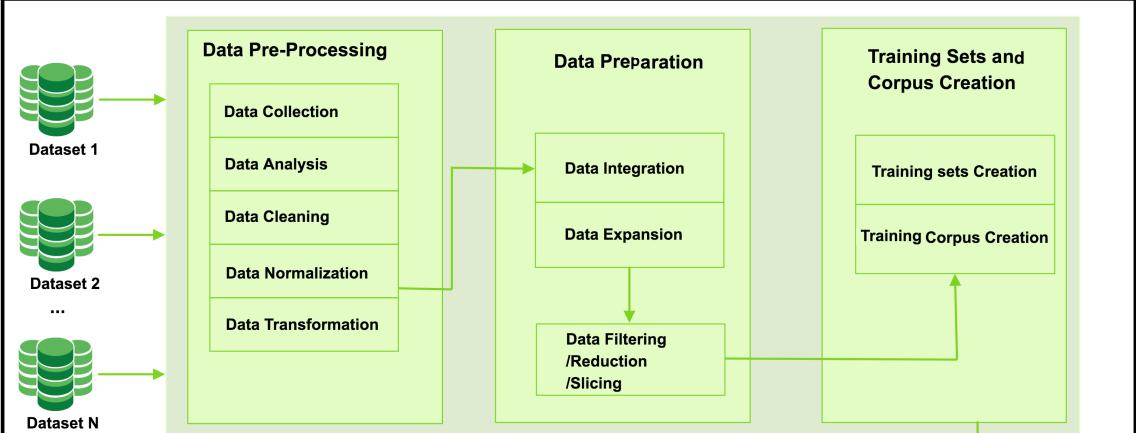 Dataset 1
Dataset 2
...
Dataset N
Data Pre-Processing
Data Collection
Data Analysis
Data Cleaning
Data Normalization
Data Transformation
Data Preparation
Data Integration
Data Expansion
Data Filtering
/Reduction
/Slicing
Training Sets and
Corpus Creation
Training sets Creation
Training Corpus Creation